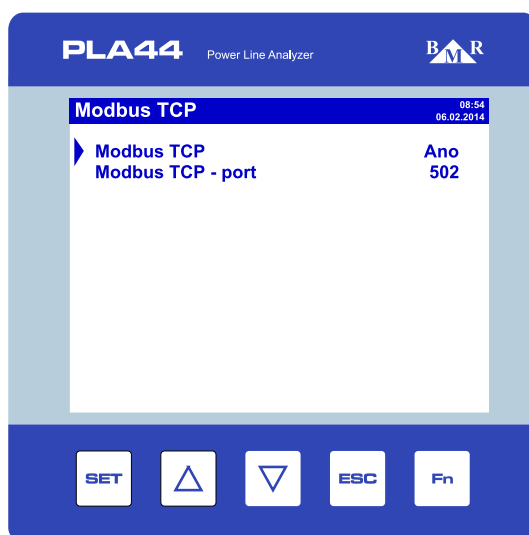 PLA44 Power Line Analyzer BMR
Modbus TCP 08:54
06.02.2014
Modbus TCP Ano
Modbus TCP - port 502
SET ESC Fn